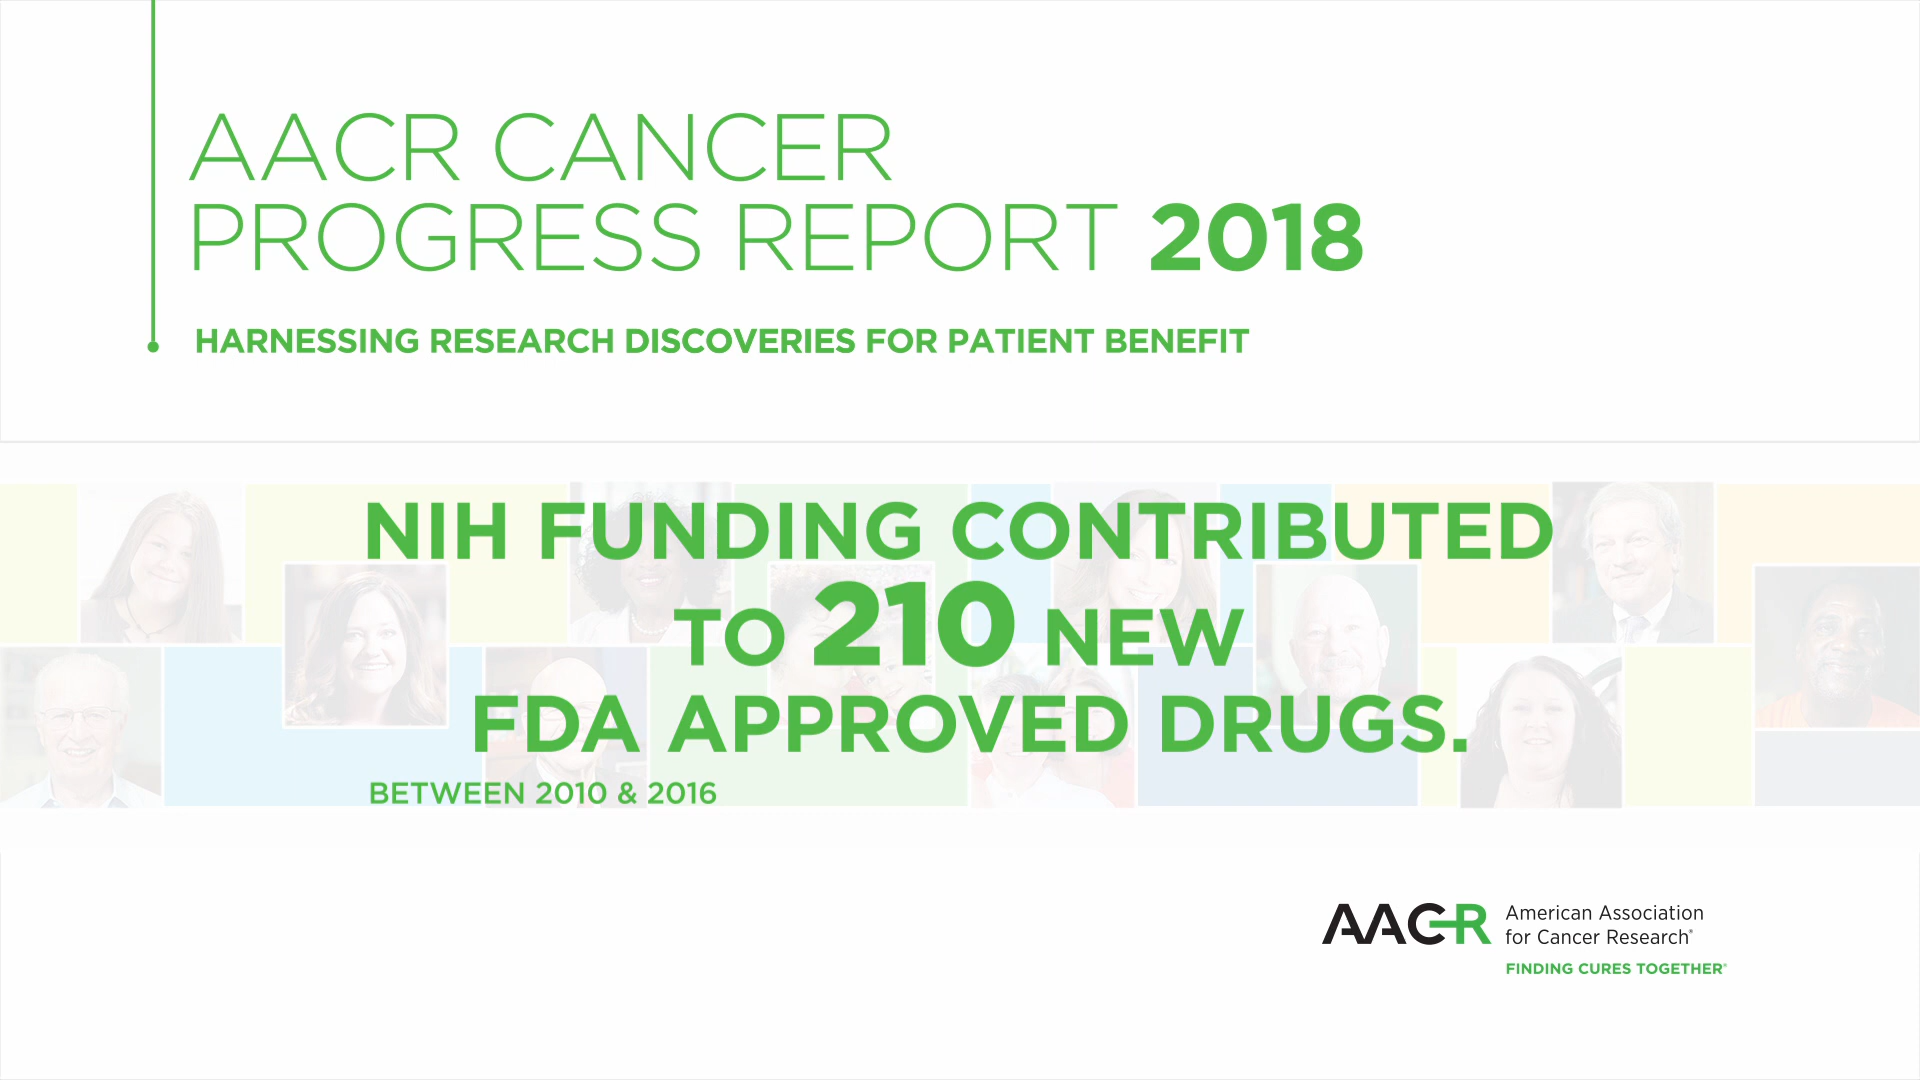 AACR CANCER
PROGRESS REPORT 2018
HARNESSING RESEARCH DISCOVERIES FOR PATIENT BENEFIT
NIH FUNDING CONTRIBUTED
TO 210 NEW
FDA APPROVED DRUGS.
BETWEEN 2010 & 2016
AACR
American Association
for Cancer Research®
FINDING CURES TOGETHER®